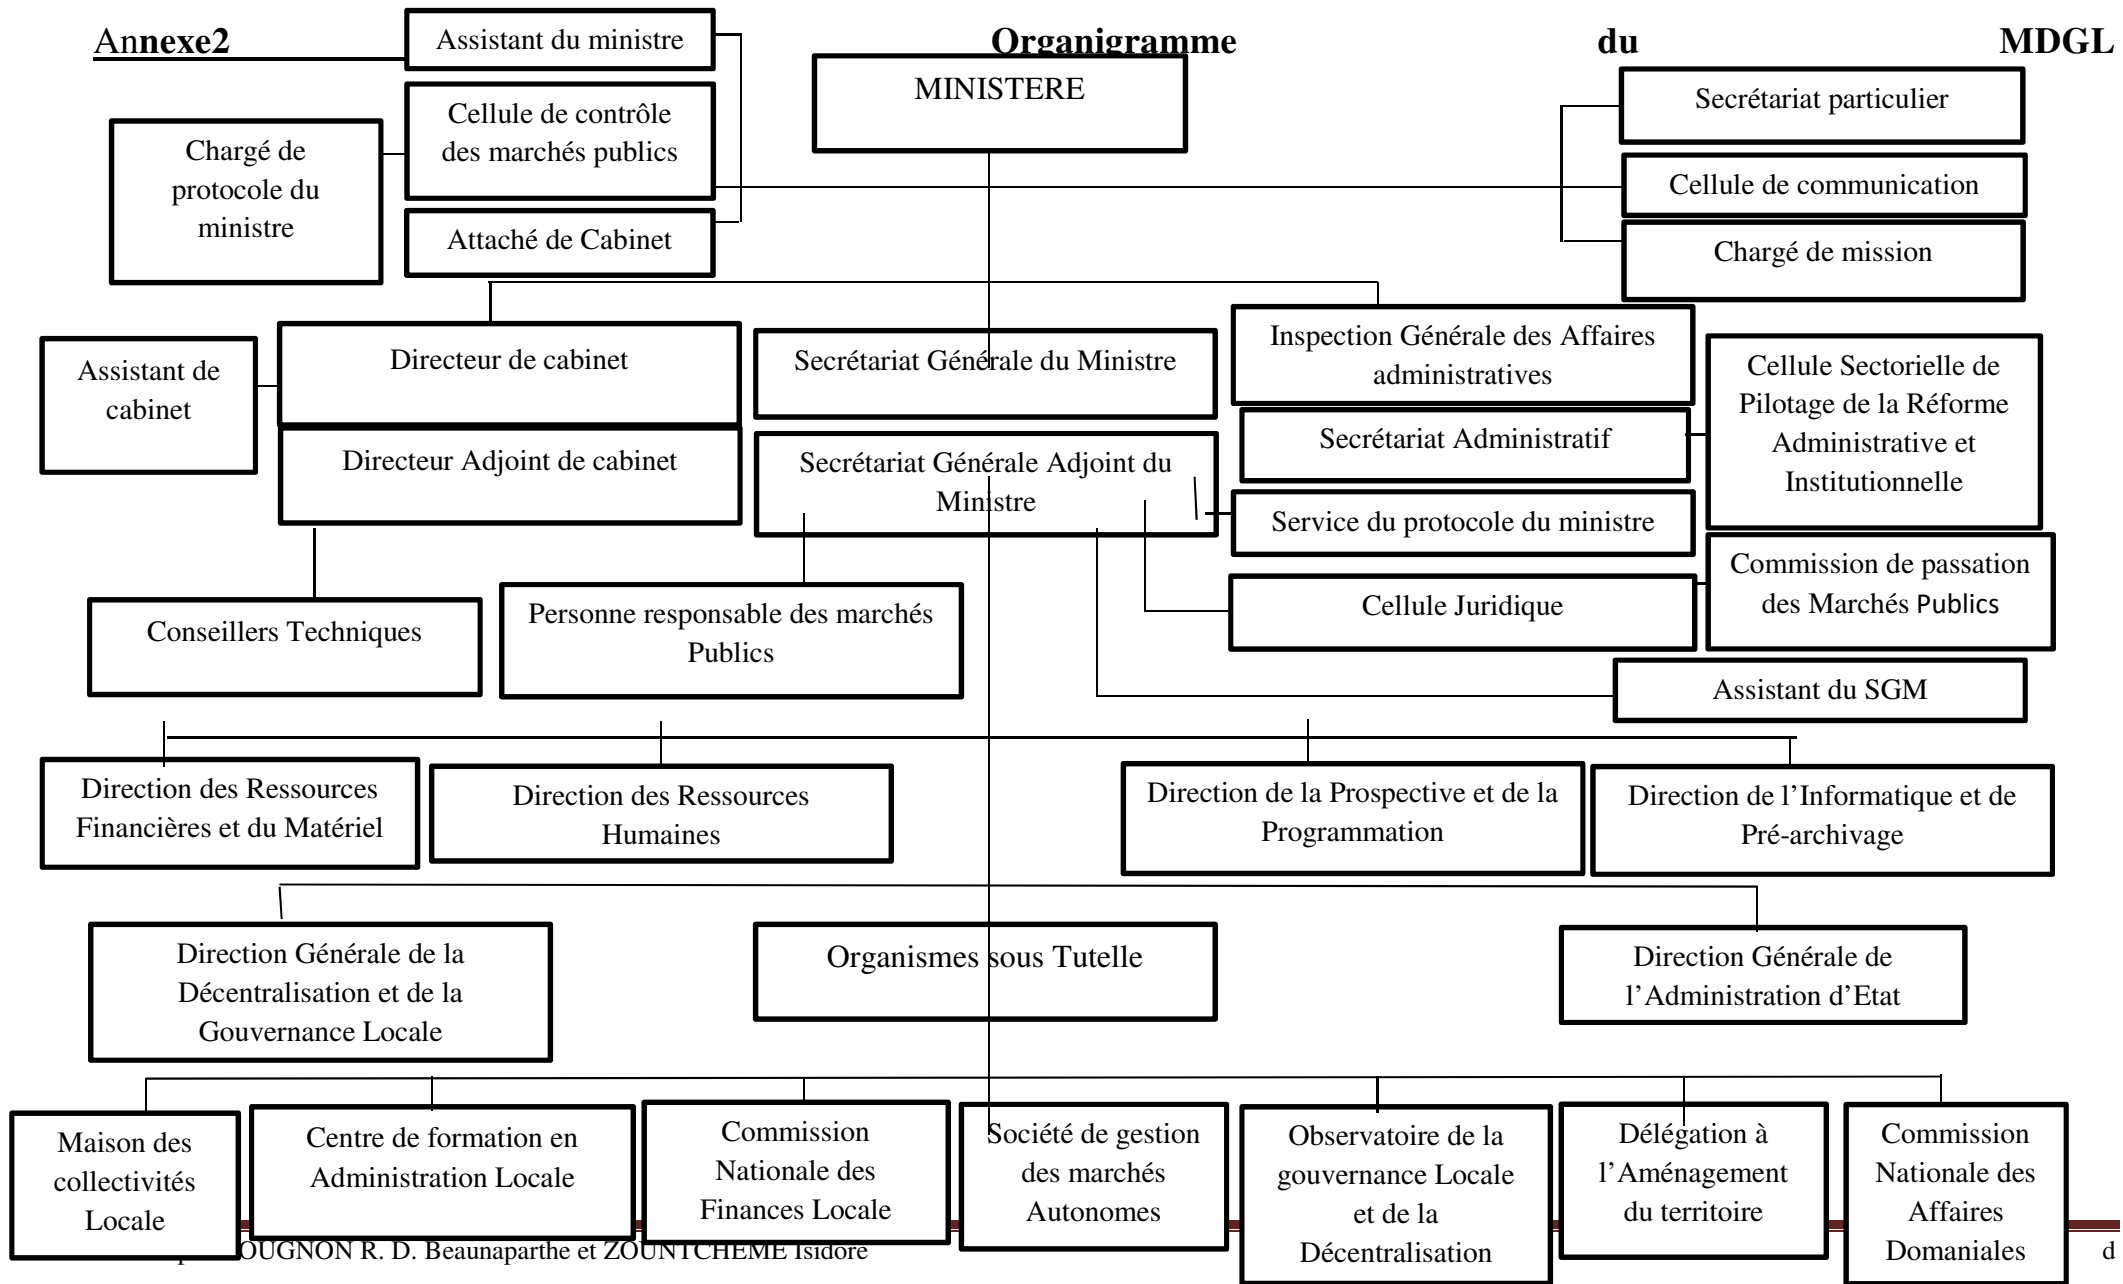 Annexe2 Organigramme du MDGL
Assistant du ministre
MINISTERE
Secrétariat particulier
Cellule de contrôle
des marchés publics
Chargé de
protocole du
ministre
Cellule de communication
Attaché de Cabinet
Chargé de mission
Assistant de
cabinet
Directeur de cabinet
Secrétariat Générale du Ministre
Inspection Générale des Affaires
administratives
Cellule Sectorielle de
Pilotage de la Réforme
Administrative et
Institutionnelle
Directeur Adjoint de cabinet
Secrétariat Générale Adjoint du
Ministre
Secrétariat Administratif
Service du protocole du ministre
Commission de passation
des Marchés Publics
Conseillers Techniques
Personne responsable des marchés
Publics
Cellule Juridique
Assistant du SGM
Direction des Ressources
Financières et du Matériel
Direction des Ressources
Humaines
Direction de la Prospective et de la
Programmation
Direction de l’Informatique et de
Pré-archivage
Direction Générale de la
Décentralisation et de la
Gouvernance Locale
Organismes sous Tutelle
Direction Générale de
l’Administration d’Etat
Maison des
collectivités
Locale
Centre de formation en
Administration Locale
Commission
Nationale des
Finances Locale
Société de gestion
des marchés
Autonomes
Observatoire de la
gouvernance Locale
et de la
Décentralisation
Délégation à
l’Aménagement
du territoire
Commission
Nationale des
Affaires
Domaniales
R. D. Beaunaparthe et ZOUNTCHEME Isidore
d